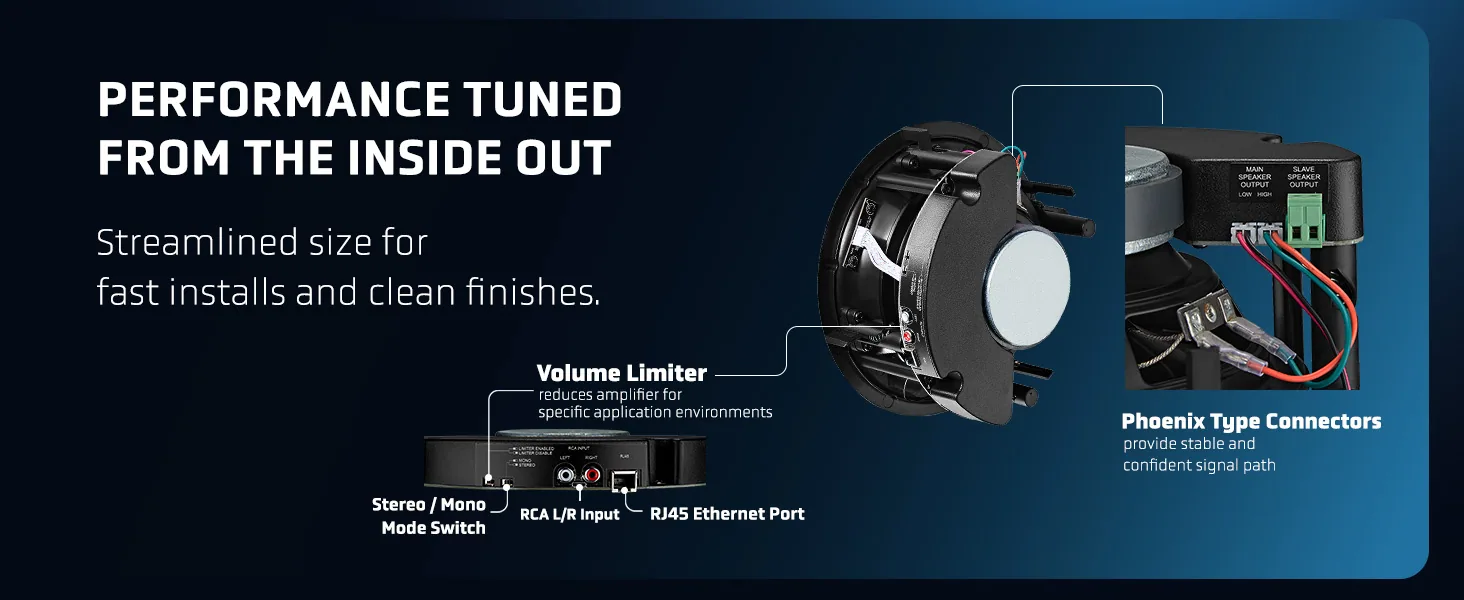 PERFORMANCE TUNED
FROM THE INSIDE OUT
Streamlined size for
fast installs and clean finishes.
Volume Limiter
reduces amplifier for
specific application environments
LIMITER ENABLED
LIMITER DISABLE
MONO
STEREO
RCA INPUT
LEFT RIGHT
RJ45
Stereo / Mono
Mode Switch
RCA L/R Input
RJ45 Ethernet Port
MAIN
SPEAKER
OUTPUT
LOW HIGH
SLAVE
SPEAKER
OUTPUT
Phoenix Type Connectors
provide stable and
confident signal path